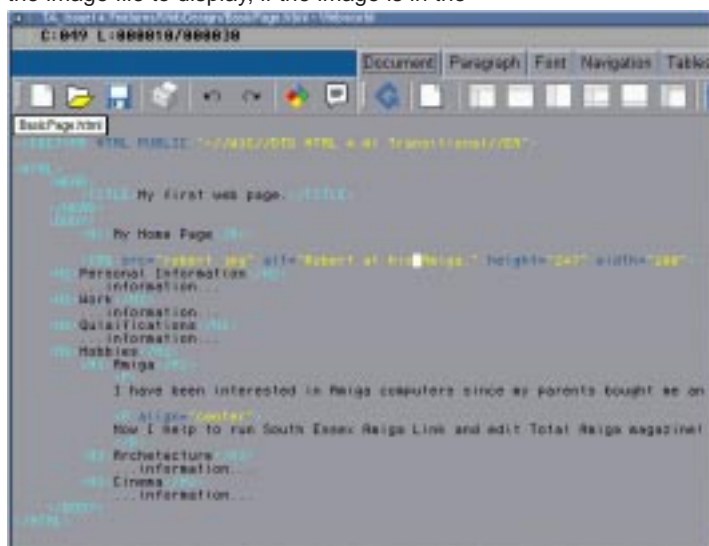 the image file to display, if the image is in the
C:049 L:000018/000030
Document Paragraph Font Navigation Tables
BasicPage.html
<!DOCTYPE HTML PUBLIC "-//W3C//DTD HTML 4.01 Transitional//EN">
<HTML>
<HEAD>
<TITLE>My first web page.</TITLE>
</HEAD>
<BODY>
<H1>My Home Page</H1>
<IMG src="robert.jpg" alt="Robert at his Amiga." height="247" width="200">
<H2>Personal Information</H2>
...information...
<H2>Work</H2>
...information...
<H2>Qulaifications</H2>
...information...
<H2>Hobbies</H2>
<H3>Amiga</H3>
<P>
I have been interested in Amiga computers since my parents bought me an
<P align="center">
Now I help to run South Essex Amiga Link and edit Total Amiga magazine!
<H3>Archetecture</H3>
...information...
<H3>Cinema</H3>
...information...
</BODY>
</HTML>